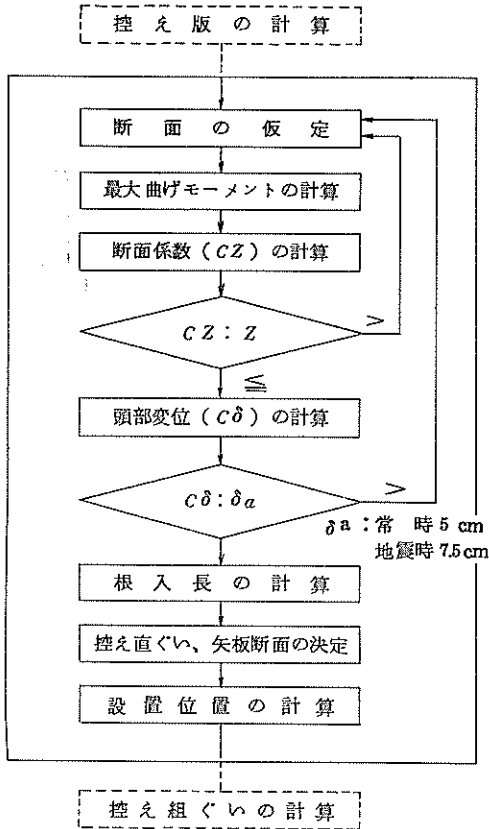 控え版の計算
断面の仮定
最大曲げモーメントの計算
断面係数(CZ)の計算
CZ:Z
>
≦
頭部変位(Cδ)の計算
Cδ:δa
>
δa:常 時 5 cm
地震時 7.5cm
根入長の計算
控え直ぐい、矢板断面の決定
設置位置の計算
控え組ぐいの計算